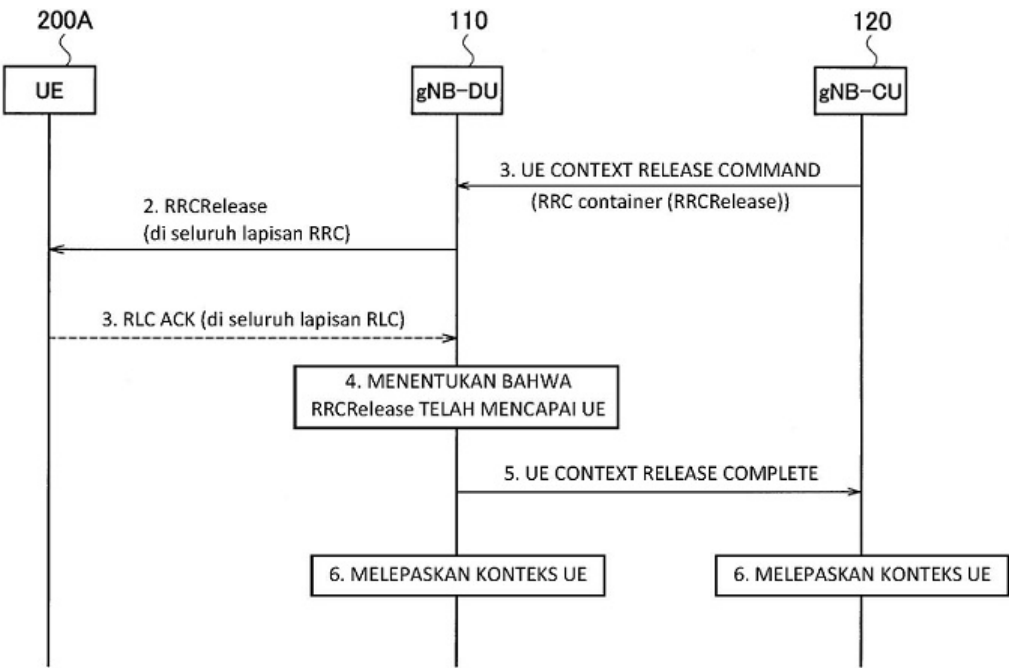 200A
110
120
UE
gNB-DU
gNB-CU
3. UE CONTEXT RELEASE COMMAND
(RRC container (RRCRelease))
2. RRCRelease
(di seluruh lapisan RRC)
3. RLC ACK (di seluruh lapisan RLC)
4. MENENTUKAN BAHWA
RRCRelease TELAH MENCAPAI UE
5. UE CONTEXT RELEASE COMPLETE
6. MELEPASKAN KONTEKS UE
6. MELEPASKAN KONTEKS UE